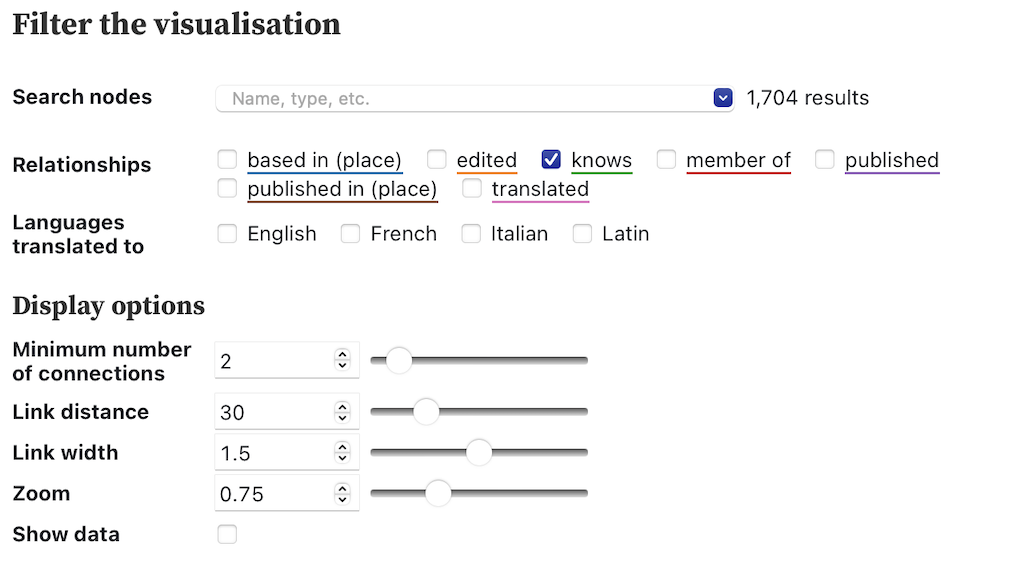 Filter the visualisation
Search nodes Name, type, etc. 1,704 results
Relationships based in (place) edited knows member of published
published in (place) translated
Languages
translated to English French Italian Latin
Display options
Minimum number
of connections 2
Link distance 30
Link width 1.5
Zoom 0.75
Show data